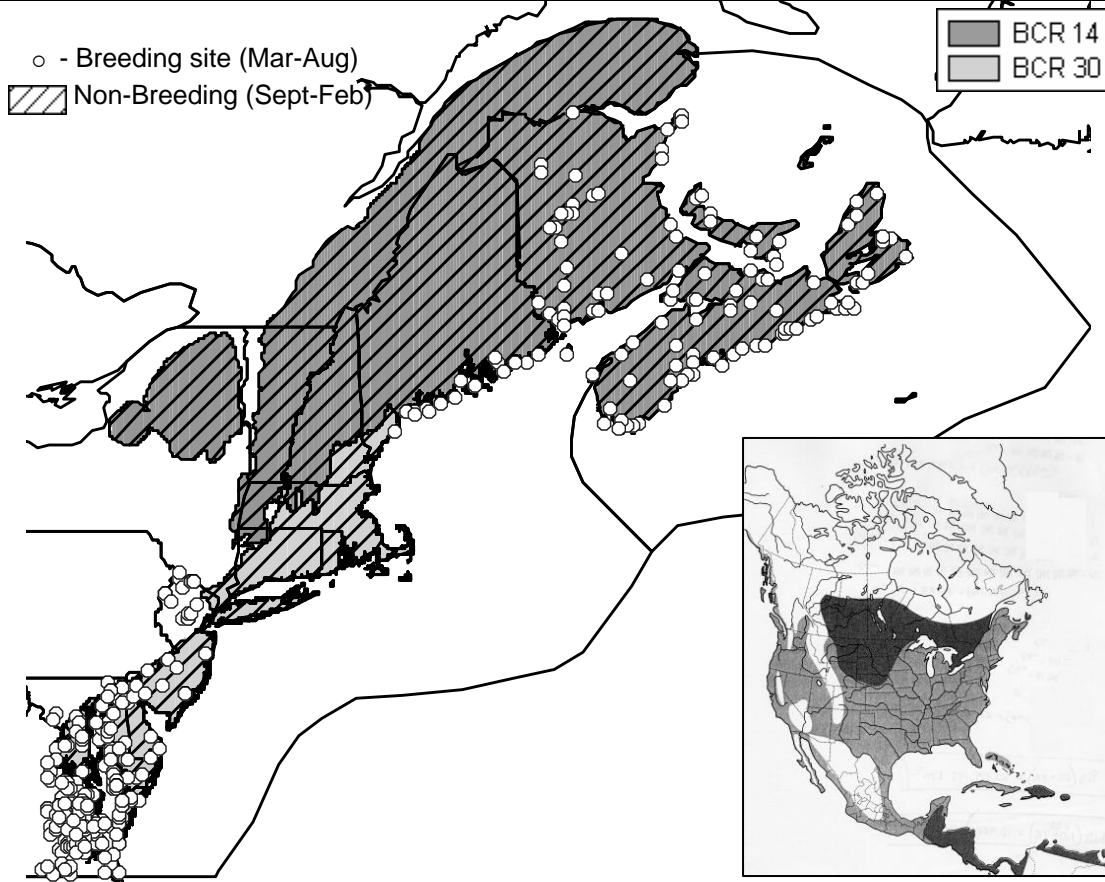 ○ - Breeding site (Mar-Aug)
Non-Breeding (Sept-Feb)
BCR 14
BCR 30